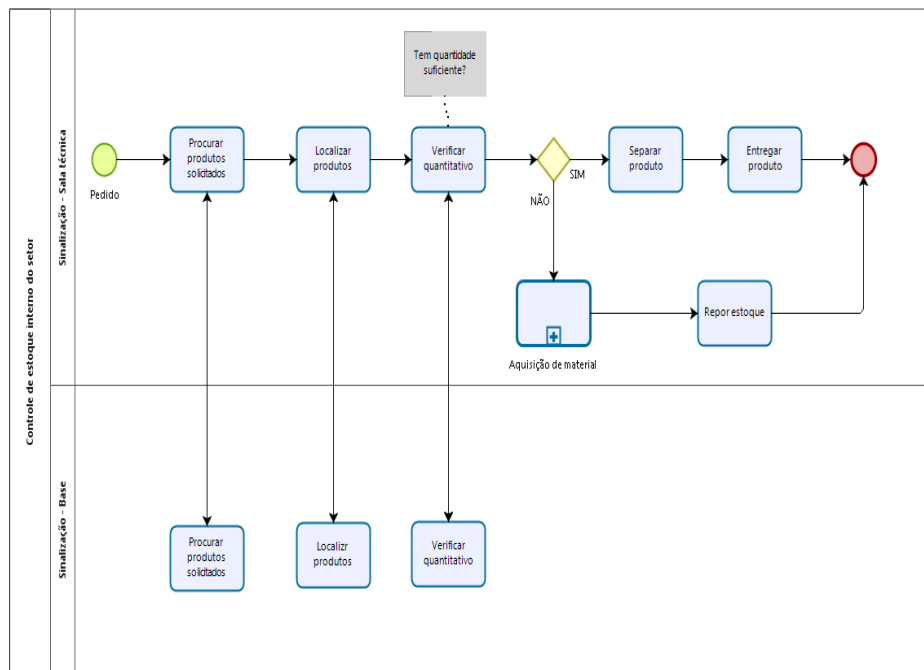 Controle de estoque interno do setor
Sinalização - Sala técnica
Tem quantidade
suficiente?
Pedido
Procurar
produtos
solicitados
Localizar
produtos
Verificar
quantitativo
SIM
NÃO
Separar
produto
Entregar
produto
Aquisição de material
Repor estoque
Sinalização - Base
Procurar
produtos
solicitados
Localizr
produtos
Verificar
quantitativo